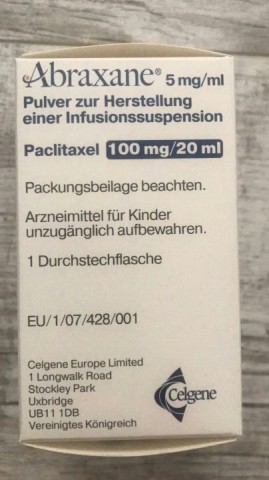 Abraxane® 5 mg/ml
Pulver zur Herstellung
einer Infusionssuspension
Paclitaxel 100 mg/20 ml
Packungsbeilage beachten.
Arzneimittel für Kinder
unzugänglich aufbewahren.
1 Durchstechflasche
EU/1/07/428/001
Celgene Europe Limited
1 Longwalk Road
Stockley Park
Uxbridge
UB11 1DB
Vereinigtes Königreich
Celgene